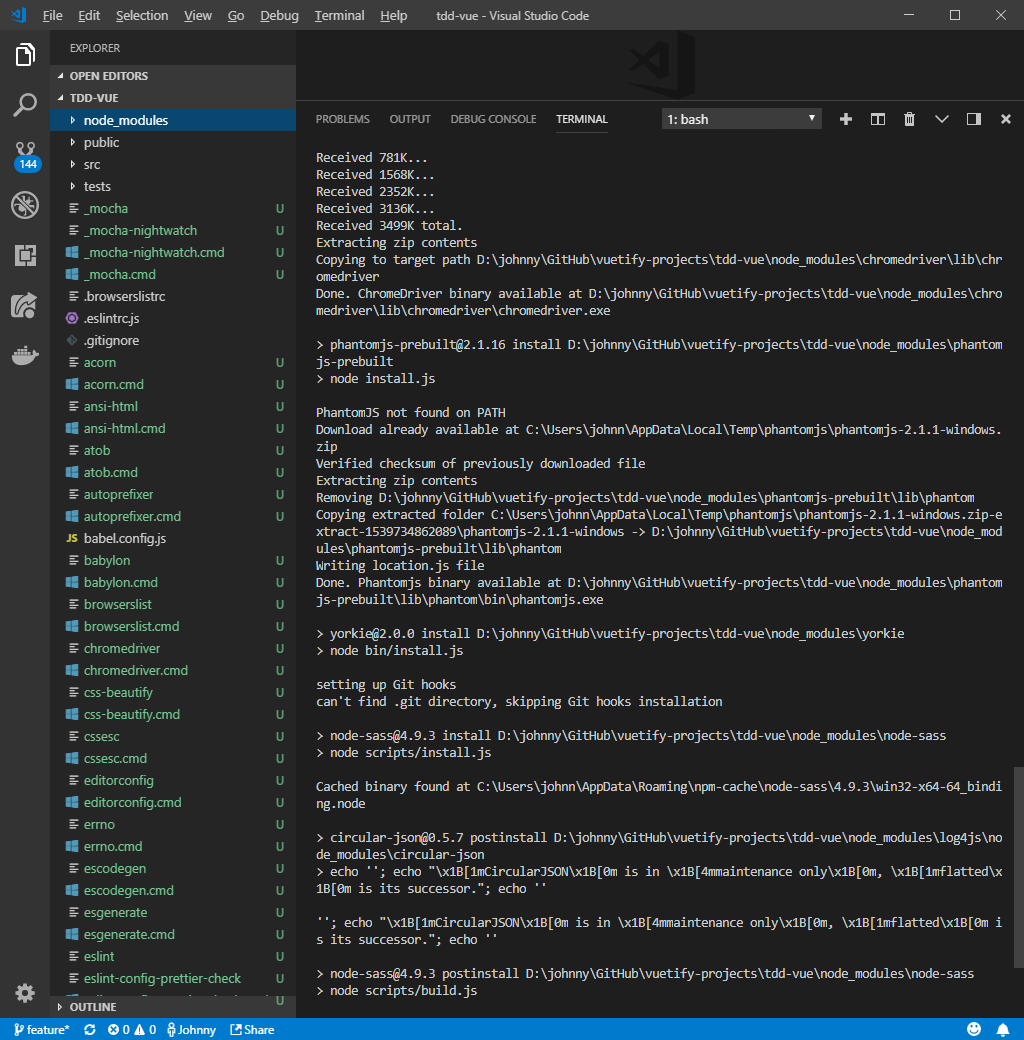 File Edit Selection View Go Debug Terminal Help tdd-vue - Visual Studio Code
EXPLORER
OPEN EDITORS
TDD-VUE
node_modules
public
src
tests
_mocha U
_mocha-nightwatch U
_mocha-nightwatch.cmd U
_mocha.cmd U
.browserslistrc
.eslintrc.js
.gitignore
acorn U
acorn.cmd U
ansi-html U
ansi-html.cmd U
atob U
atob.cmd U
autoprefixer U
autoprefixer.cmd U
JS babel.config.js
babylon U
babylon.cmd U
browserslist U
browserslist.cmd U
chromedriver U
chromedriver.cmd U
css-beautify U
css-beautify.cmd U
cssesc U
cssesc.cmd U
editorconfig U
editorconfig.cmd U
errno U
errno.cmd U
escodegen U
escodegen.cmd U
esgenerate U
esgenerate.cmd U
eslint U
eslint-config-prettier-check U
U
OUTLINE
144
PROBLEMS OUTPUT DEBUG CONSOLE TERMINAL 1: bash
Received 781K...
Received 1568K...
Received 2352K...
Received 3136K...
Received 3499K total.
Extracting zip contents
Copying to target path D:\johnny\GitHub\vuetify-projects\tdd-vue\node_modules\chromedriver\lib\chr
omedriver
Done. ChromeDriver binary available at D:\johnny\GitHub\vuetify-projects\tdd-vue\node_modules\chro
medriver\lib\chromedriver\chromedriver.exe
> phantomjs-prebuilt@2.1.16 install D:\johnny\GitHub\vuetify-projects\tdd-vue\node_modules\phantom
js-prebuilt
> node install.js
PhantomJS not found on PATH
Download already available at C:\Users\johnn\AppData\Local\Temp\phantomjs\phantomjs-2.1.1-windows.
zip
Verified checksum of previously downloaded file
Extracting zip contents
Removing D:\johnny\GitHub\vuetify-projects\tdd-vue\node_modules\phantomjs-prebuilt\lib\phantom
Copying extracted folder C:\Users\johnn\AppData\Local\Temp\phantomjs\phantomjs-2.1.1-windows.zip-e
xtract-1539734862089\phantomjs-2.1.1-windows -> D:\johnny\GitHub\vuetify-projects\tdd-vue\node_mod
ules\phantomjs-prebuilt\lib\phantom
Writing location.js file
Done. Phantomjs binary available at D:\johnny\GitHub\vuetify-projects\tdd-vue\node_modules\phantom
js-prebuilt\lib\phantom\bin\phantomjs.exe
> yorkie@2.0.0 install D:\johnny\GitHub\vuetify-projects\tdd-vue\node_modules\yorkie
> node bin/install.js
setting up Git hooks
can't find .git directory, skipping Git hooks installation
> node-sass@4.9.3 install D:\johnny\GitHub\vuetify-projects\tdd-vue\node_modules\node-sass
> node scripts/install.js
Cached binary found at C:\Users\johnn\AppData\Roaming\npm-cache\node-sass\4.9.3\win32-x64-64_bindi
ng.node
> circular-json@0.5.7 postinstall D:\johnny\GitHub\vuetify-projects\tdd-vue\node_modules\log4js\no
de_modules\circular-json
> echo ''; echo "\x1B[1mCircularJSON\x1B[0m is in \x1B[4mmaintenance only\x1B[0m, \x1B[1mflatted\x
1B[0m is its successor."; echo ''
''; echo "\x1B[1mCircularJSON\x1B[0m is in \x1B[4mmaintenance only\x1B[0m, \x1B[1mflatted\x1B[0m i
s its successor."; echo ''
> node-sass@4.9.3 postinstall D:\johnny\GitHub\vuetify-projects\tdd-vue\node_modules\node-sass
> node scripts/build.js
feature* 0 0 Johnny Share